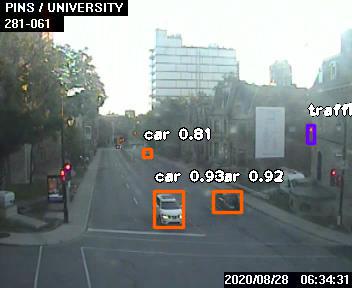 PINS / UNIVERSITY
281-061
traffi
car 0.81
car 0.93
ar 0.92
2020/08/28 06:34:31